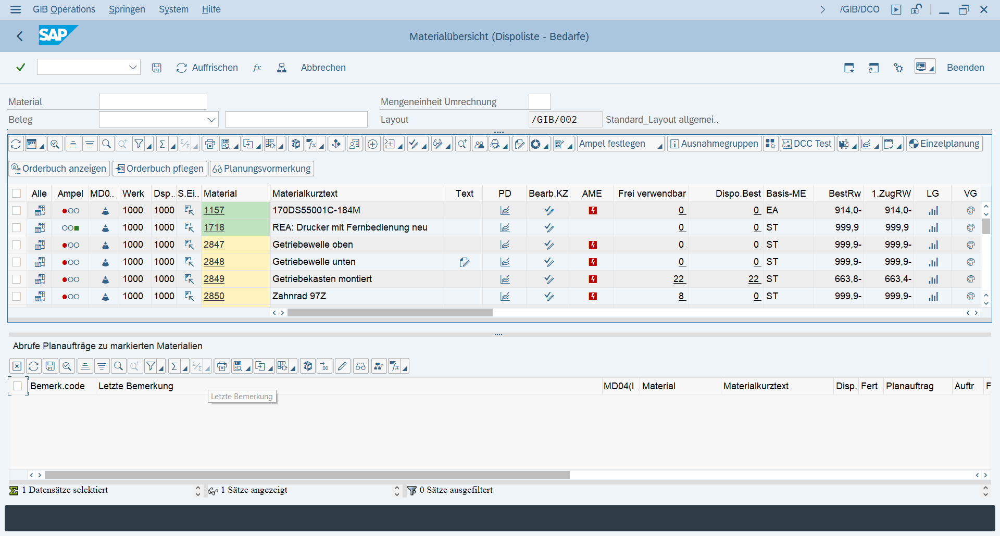 GIB Operations Springen System Hilfe /GIB/DCO
SAP Materialübersicht (Dispoliste - Bedarfe)
Auffrischen fx Abbrechen Beenden
Material Mengeneinheit Umrechnung
Beleg Layout /GIB/002 Standard_Layout allgemei...
Ampel festlegen Ausnahmegruppen DCC Test Einzelplanung
Orderbuch anzeigen Orderbuch pflegen Planungsvormerkung
Alle Ampel MD0... Werk Dsp... S.Ei... Material Materialkurztext Text PD Bearb.KZ AME Frei verwendbar Dispo.Best Basis-ME BestRw 1.ZugRW LG VG
1000 1000 1157 170DS55001C-184M 0 0 EA 914,0- 914,0-
1000 1000 1718 REA: Drucker mit Fernbedienung neu 0 0 ST 999,9 999,9
1000 1000 2847 Getriebewelle oben 0 0 ST 999,9- 999,9-
1000 1000 2848 Getriebewelle unten 0 0 ST 999,9- 999,9-
1000 1000 2849 Getriebekasten montiert 22 22 ST 663,8- 663,4-
1000 1000 2850 Zahnrad 97Z 8 0 ST 999,9- 999,9-
Abrufe Planaufträge zu markierten Materialien
Bemerk.code Letzte Bemerkung MD04(I... Material Materialkurztext Disp. Fert... Planauftrag Auftr... F
Letzte Bemerkung
1 Datensätze selektiert 1 Sätze angezeigt 0 Sätze ausgefiltert